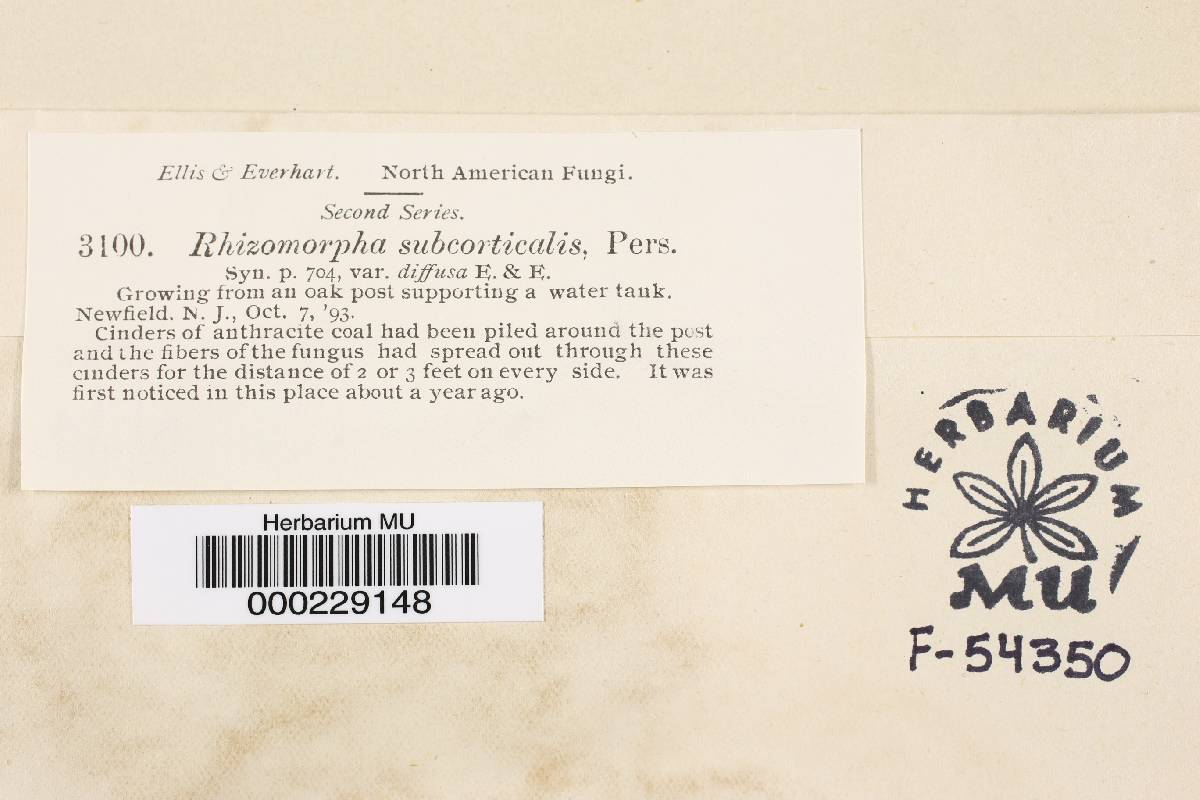 Ellis & Everhart. North American Fungi.
Second Series.
3100. Rhizomorpha subcorticalis, Pers.
Syn. p. 704, var. diffusa E. & E.
Growing from an oak post supporting a water tank.
Newfield. N. J., Oct. 7, '93.
Cinders of anthracite coal had been piled around the post
and the fibers of the fungus had spread out through these
cinders for the distance of 2 or 3 feet on every side. It was
first noticed in this place about a year ago.
Herbarium MU
000229148
HERBARIUM
MU
F-54350